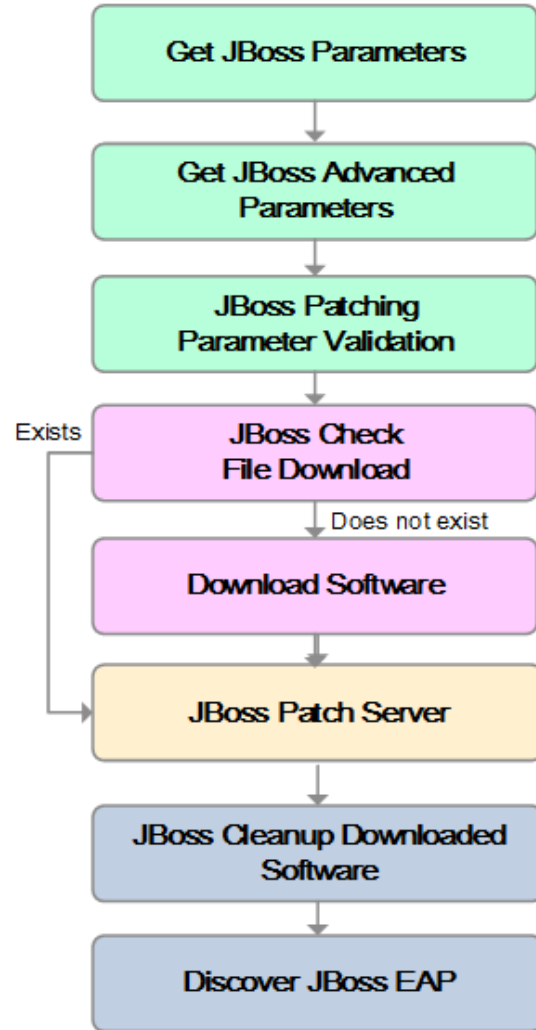 Get JBoss Parameters
Get JBoss Advanced
Parameters
JBoss Patching
Parameter Validation
Exists
JBoss Check
File Download
Does not exist
Download Software
JBoss Patch Server
JBoss Cleanup Downloaded
Software
Discover JBoss EAP